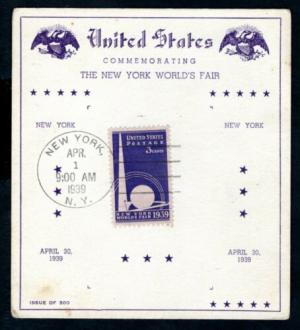 United States
COMMEMORATING
THE NEW YORK WORLD'S FAIR
NEW YORK
NEW YORK
NEW YORK,
APR.
1
9:00 AM
1939
N. Y.
UNITED STATES
POSTAGE
3 CENTS
NEW YORK
WORLD'S FAIR
1939
APRIL 30,
1939
APRIL 30,
1939
ISSUE OF 500